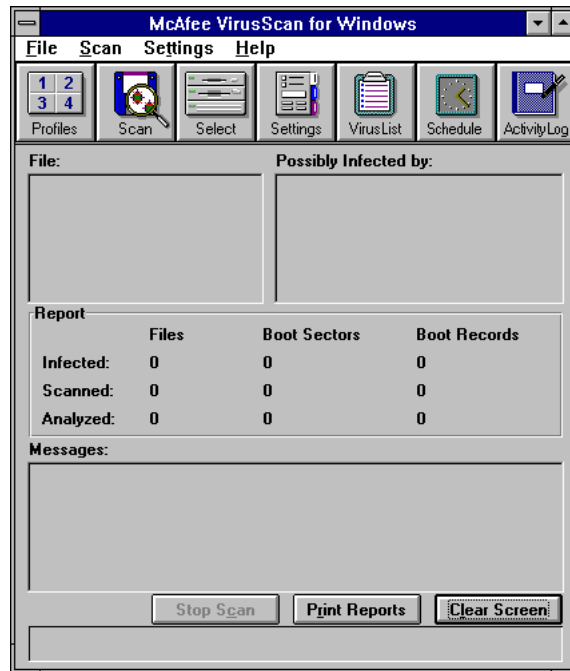 McAfee VirusScan for Windows
File Scan Settings Help
1 2
3 4
Profiles Scan Select Settings VirusList Schedule ActivityLog
File: Possibly Infected by:
Report
Files Boot Sectors Boot Records
Infected: 0 0 0
Scanned: 0 0 0
Analyzed: 0 0 0
Messages:
Stop Scan Print Reports Clear Screen